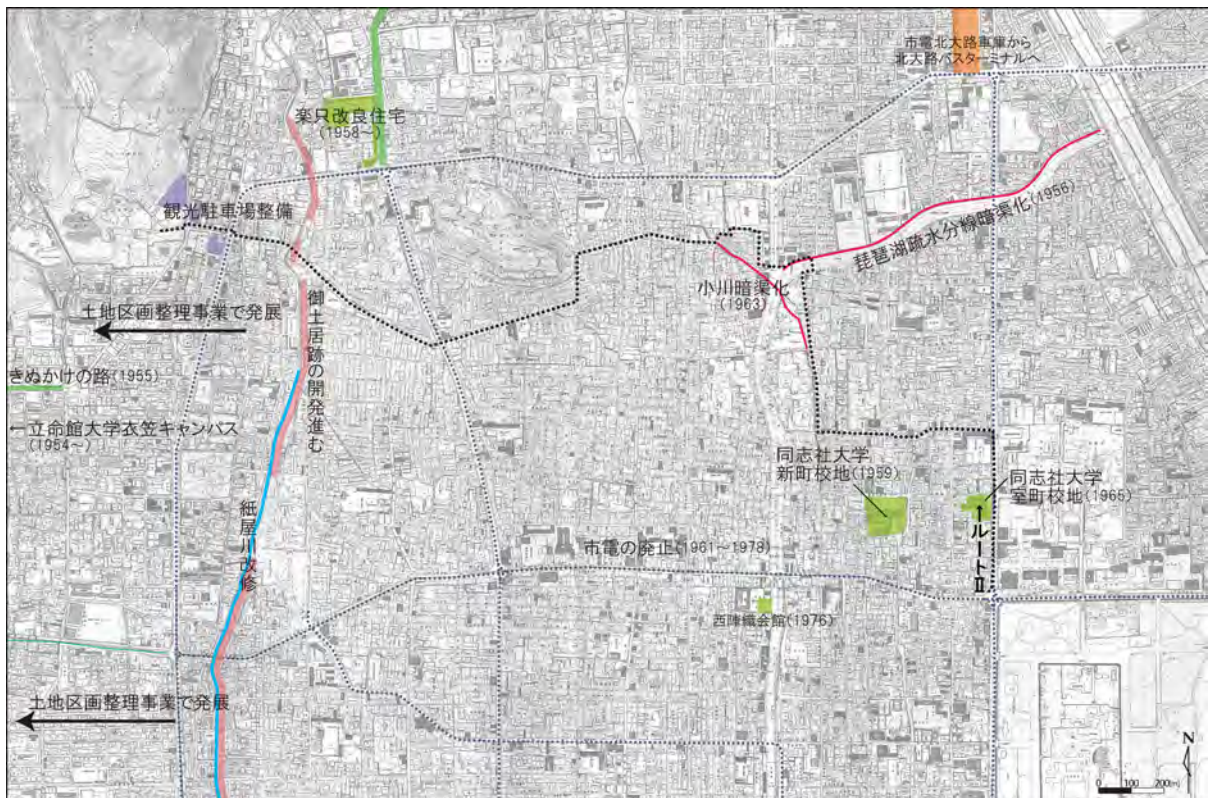 市電北大路車庫から
北大路バスターミナルへ
楽只改良住宅
(1958~)
観光駐車場整備
琵琶湖疏水分線暗渠化(1956)
小川暗渠化
(1963)
土地区画整理事業で発展
御土居跡の開発進む
きぬかけの路(1955)
←立命館大学衣笠キャンパス
(1954~)
同志社大学
新町校地(1959)
同志社大学
室町校地(1965)
↑ルートⅡ
紙屋川改修
市電の廃止(1961~1978)
西陣織会館(1976)
土地区画整理事業で発展
N
0 100 200(m)